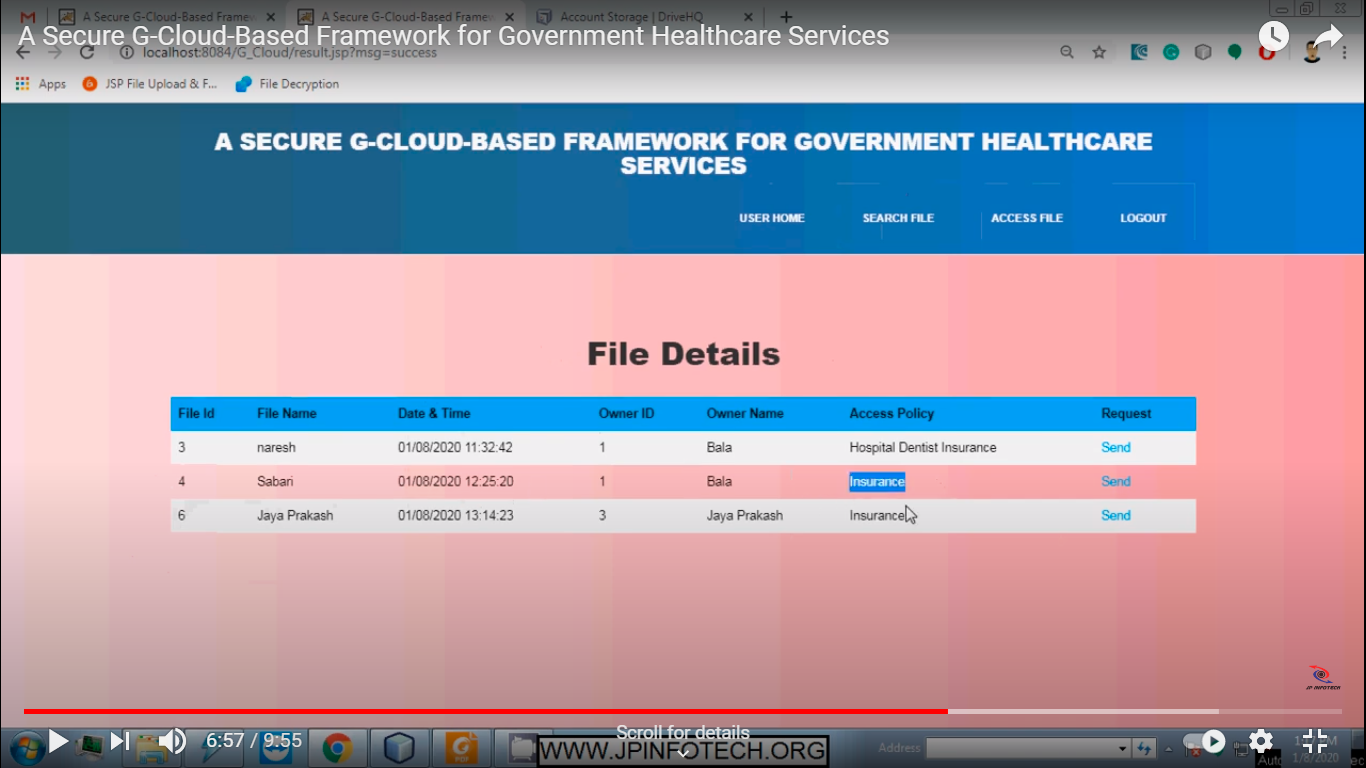 A Secure G-Cloud-Based Framew
A Secure G-Cloud-Based Framew
Account Storage | DriveHQ
A Secure G-Cloud-Based Framework for Government Healthcare Services
localhost:8084/G_Cloud/result.jsp?msg=success
Apps
JSP File Upload & F...
File Decryption
A SECURE G-CLOUD-BASED FRAMEWORK FOR GOVERNMENT HEALTHCARE
SERVICES
USER HOME SEARCH FILE ACCESS FILE LOGOUT
File Details
File Id File Name Date & Time Owner ID Owner Name Access Policy Request
3 naresh 01/08/2020 11:32:42 1 Bala Hospital Dentist Insurance Send
4 Sabari 01/08/2020 12:25:20 1 Bala Insurance Send
6 Jaya Prakash 01/08/2020 13:14:23 3 Jaya Prakash Insurance Send
JP INFOTECH
6:57 / 9:55
Scroll for details
WWW.JPINFOTECH.ORG
Address
1/8/2020